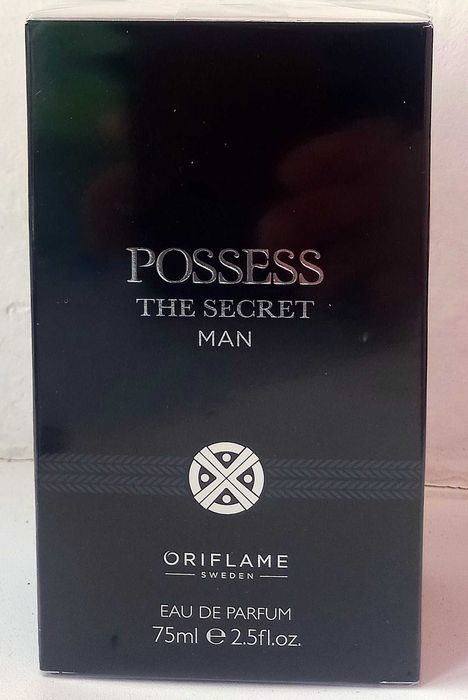 POSSESS
THE SECRET
MAN
ORIFLAME
SWEDEN
EAU DE PARFUM
75ml ℮ 2.5fl.oz.